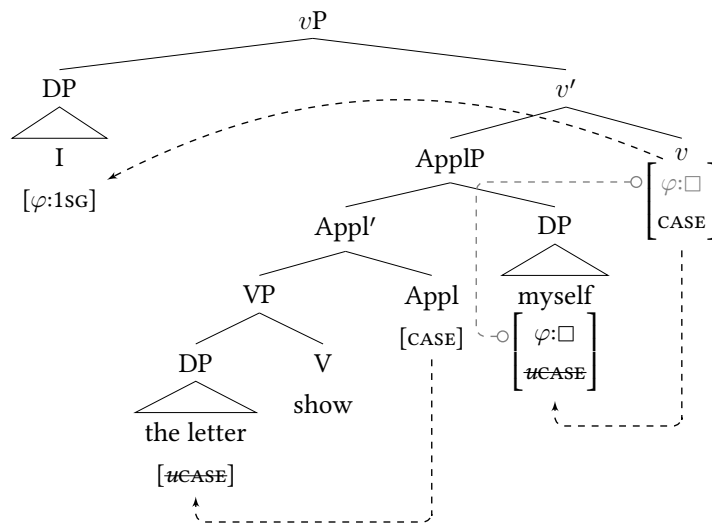 vP
DP v′
I ApplP v
[φ:1SG] [φ:□
Appl′ DP CASE]
VP Appl myself
[CASE] [φ:□
DP V uCASE]
show
the letter
[uCASE]